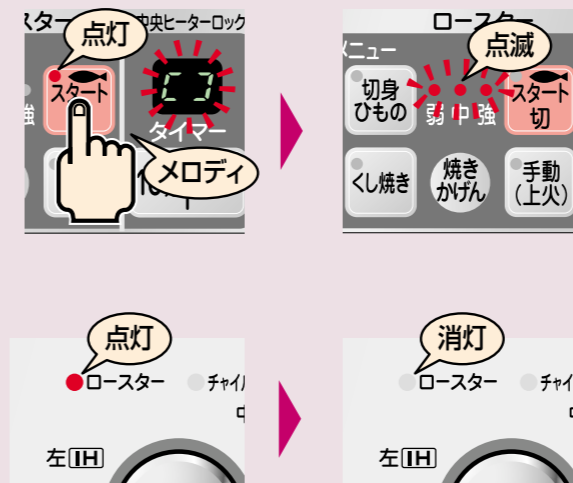 スター
中央ヒーターロック
点灯
スタート
強
タイマー
メロディ
ロースター
メニュー
点滅
切身
ひもの
弱 中 強
スタート
切
くし焼き
焼き
かげん
手動
(上火)
点灯
ロースター
チャイ
左IH
消灯
ロースター
チャイ
左IH